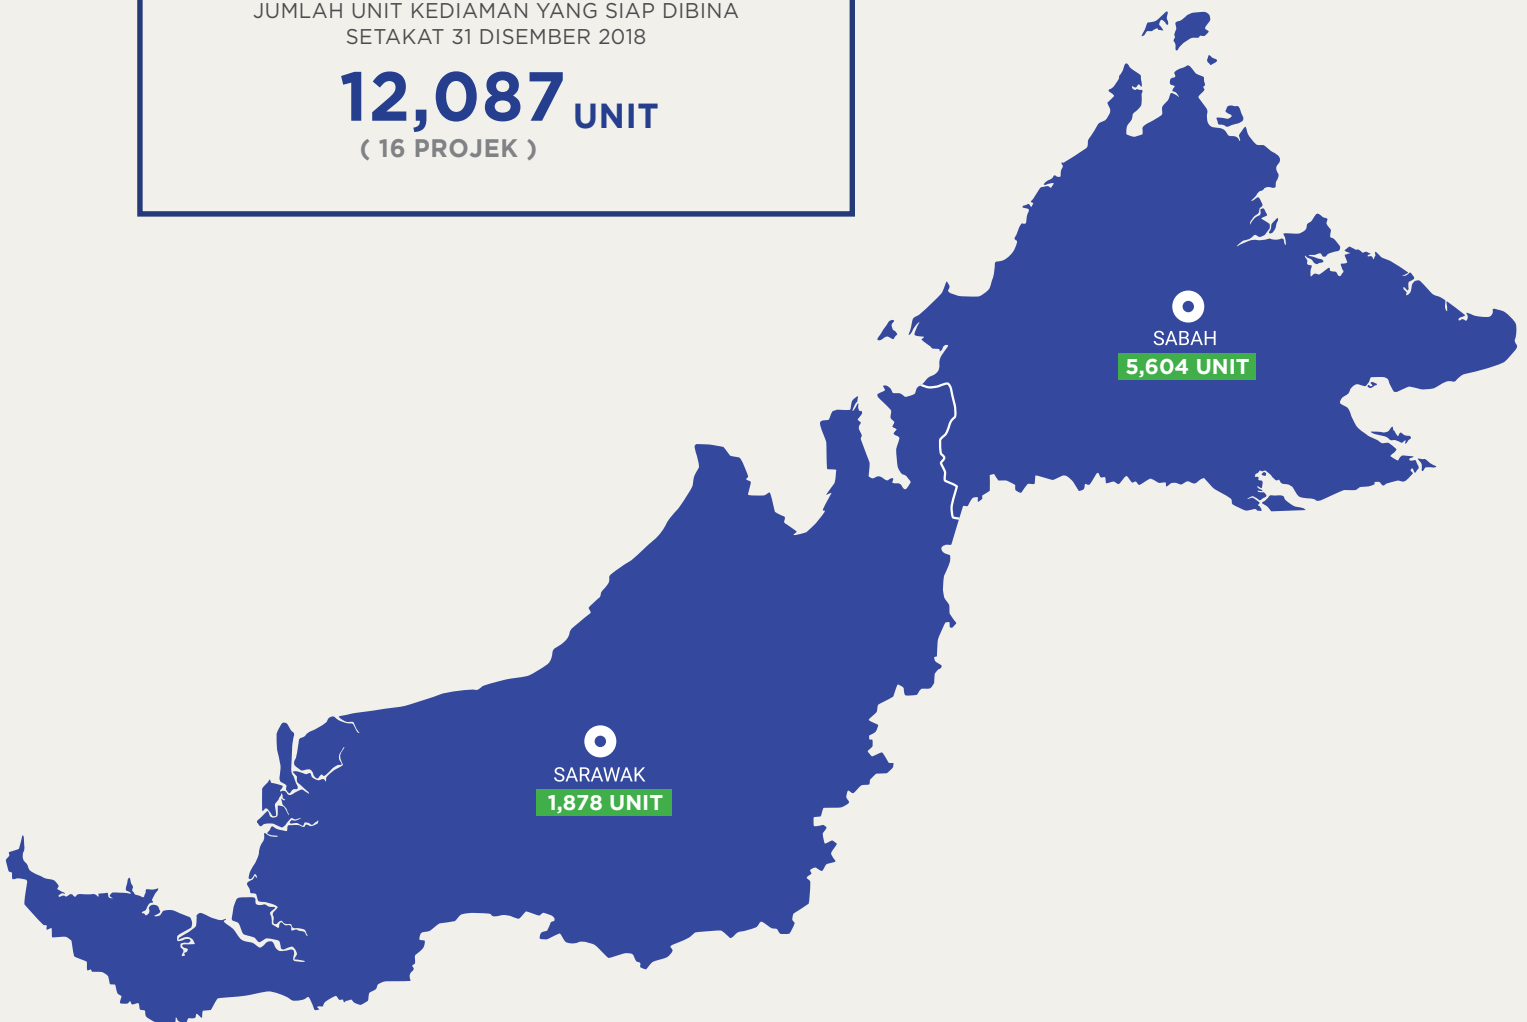 JUMLAH UNIT KEDIAMAN YANG SIAP DIBINA
SETAKAT 31 DISEMBER 2018
12,087 UNIT
( 16 PROJEK )
SABAH
5,604 UNIT
SARAWAK
1,878 UNIT